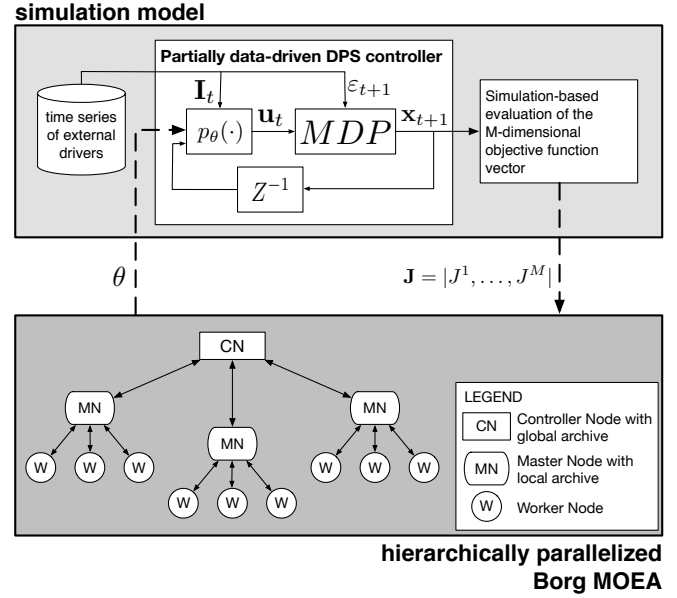 simulation model
Partially data-driven DPS controller
time series
of external
drivers
I_t
ε_{t+1}
p_θ(·)
u_t
MDP
x_{t+1}
Z^{-1}
Simulation-based
evaluation of the
M-dimensional
objective function
vector
θ
J = |J^1, . . . , J^M|
CN
MN
MN
MN
W W W
W W W
W W W
LEGEND
CN
Controller Node with
global archive
MN
Master Node with
local archive
W
Worker Node
hierarchically parallelized
Borg MOEA